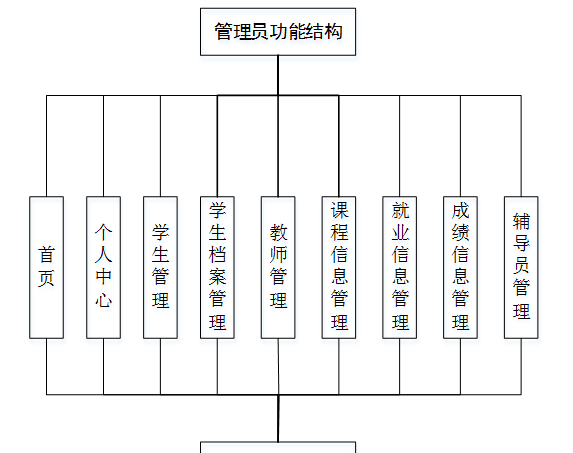 管理员功能结构
首页
个人中心
学生管理
学生档案管理
教师管理
课程信息管理
就业信息管理
成绩信息管理
辅导员管理